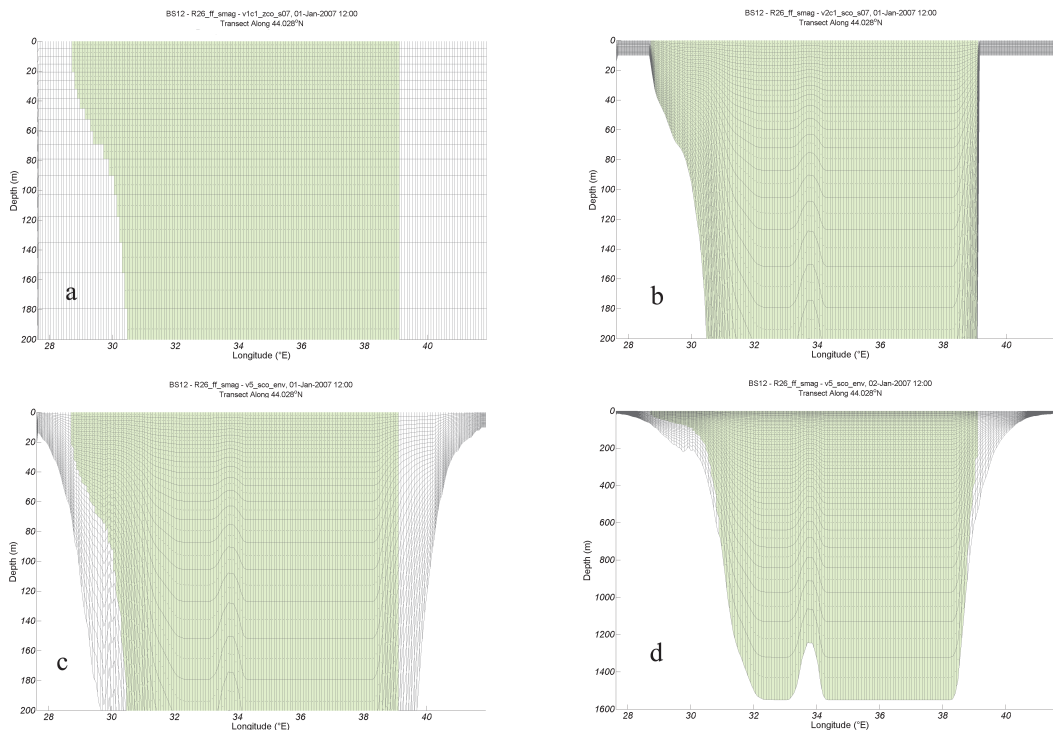 BS12 - R26_ff_smag - v1c1_zco_s07, 01-Jan-2007 12:00
Transect Along 44.028°N
0
20
40
60
80
100
120
140
160
180
200
Depth (m)
a
28 30 32 34 36 38 40
Longitude (°E)
BS12 - R26_ff_smag - v2c1_sco_s07, 01-Jan-2007 12:00
Transect Along 44.028°N
0
20
40
60
80
100
120
140
160
180
200
Depth (m)
b
28 30 32 34 36 38 40
Longitude (°E)
BS12 - R26_ff_smag - v5_sco_env, 01-Jan-2007 12:00
Transect Along 44.028°N
0
20
40
60
80
100
120
140
160
180
200
Depth (m)
c
28 30 32 34 36 38 40
Longitude (°E)
BS12 - R26_ff_smag - v5_sco_env, 02-Jan-2007 12:00
Transect Along 44.028°N
0
200
400
600
800
1000
1200
1400
1600
Depth (m)
d
28 30 32 34 36 38 40
Longitude (°E)